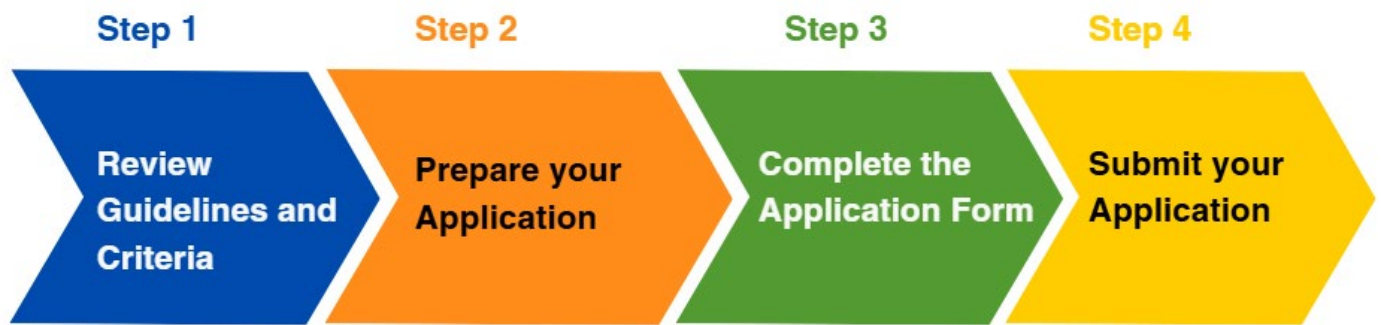 Step 1
Review
Guidelines and
Criteria
Step 2
Prepare your
Application
Step 3
Complete the
Application Form
Step 4
Submit your
Application